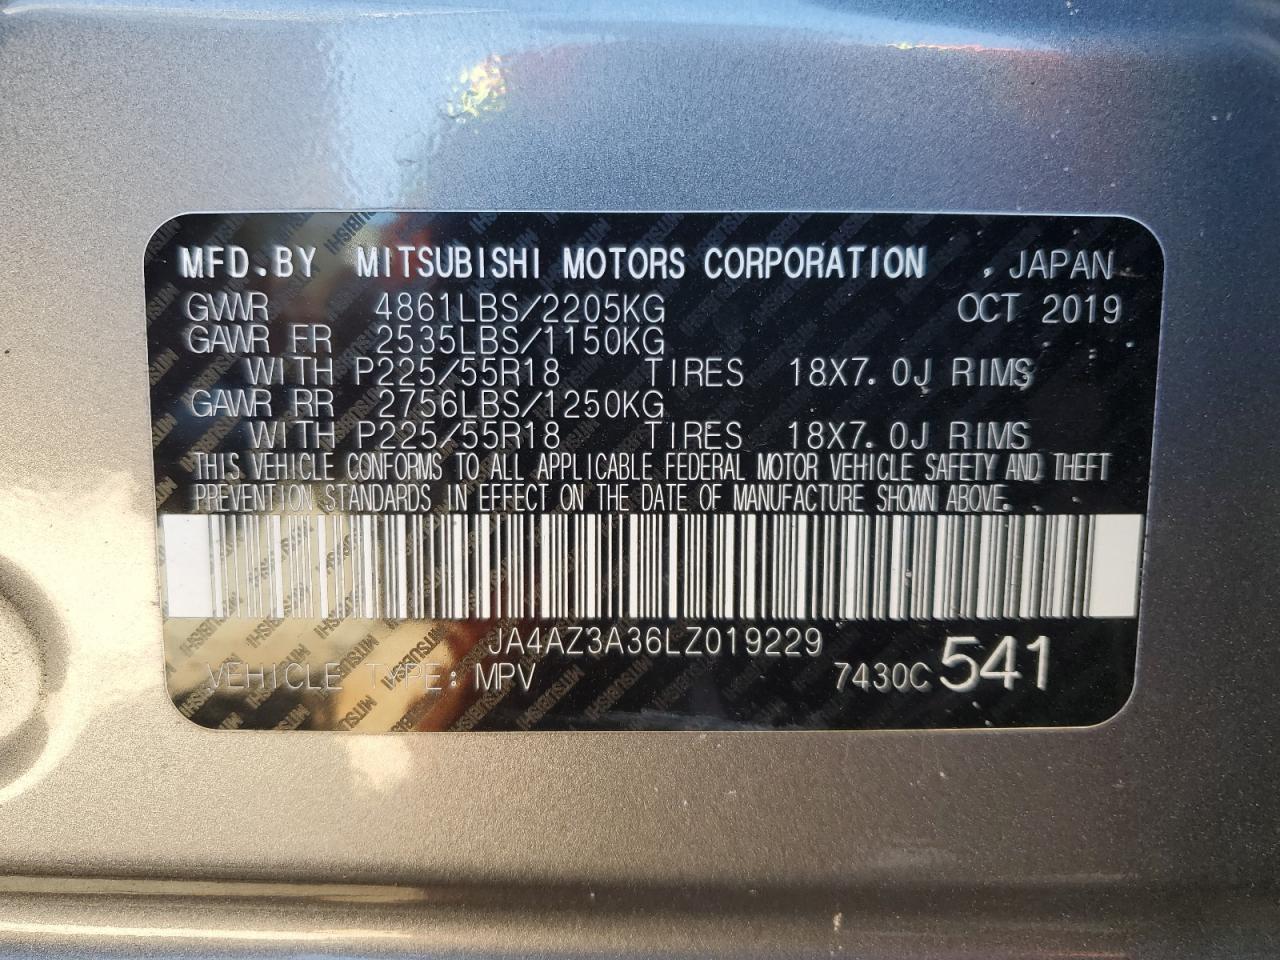 MFD.BY MITSUBISHI MOTORS CORPORATION , JAPAN
GVWR 4861LBS/2205KG OCT 2019
GAWR FR 2535LBS/1150KG
WITH P225/55R18 TIRES 18X7.0J RIMS
GAWR RR 2756LBS/1250KG
WITH P225/55R18 TIRES 18X7.0J RIMS
THIS VEHICLE CONFORMS TO ALL APPLICABLE FEDERAL MOTOR VEHICLE SAFETY AND THEFT
PREVENTION STANDARDS IN EFFECT ON THE DATE OF MANUFACTURE SHOWN ABOVE.
JA4AZ3A36LZ019229
VEHICLE TYPE: MPV 7430C 541